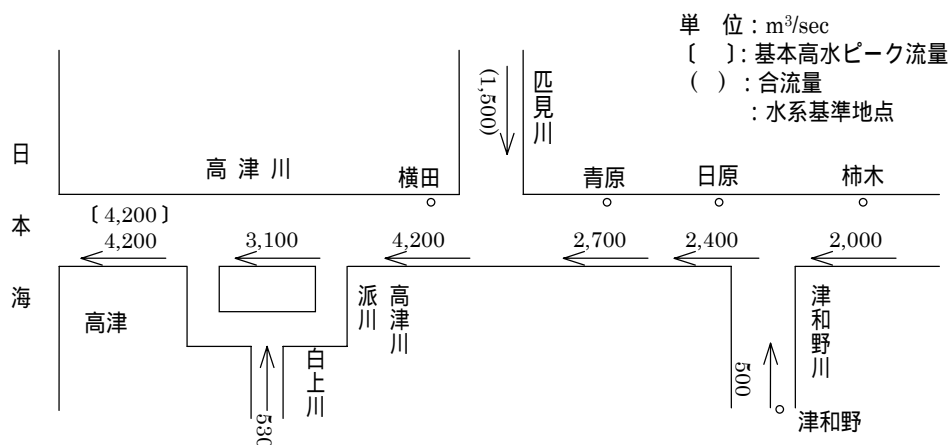 単 位：m³/sec
〔 〕：基本高水ピーク流量
( )：合流量
：水系基準地点
日本海
高津川
横田
(1,500)
匹見川
青原
日原
柿木
〔4,200〕
4,200
3,100
4,200
2,700
2,400
2,000
高津
派川
高津川
白上川
530
500
津和野川
津和野